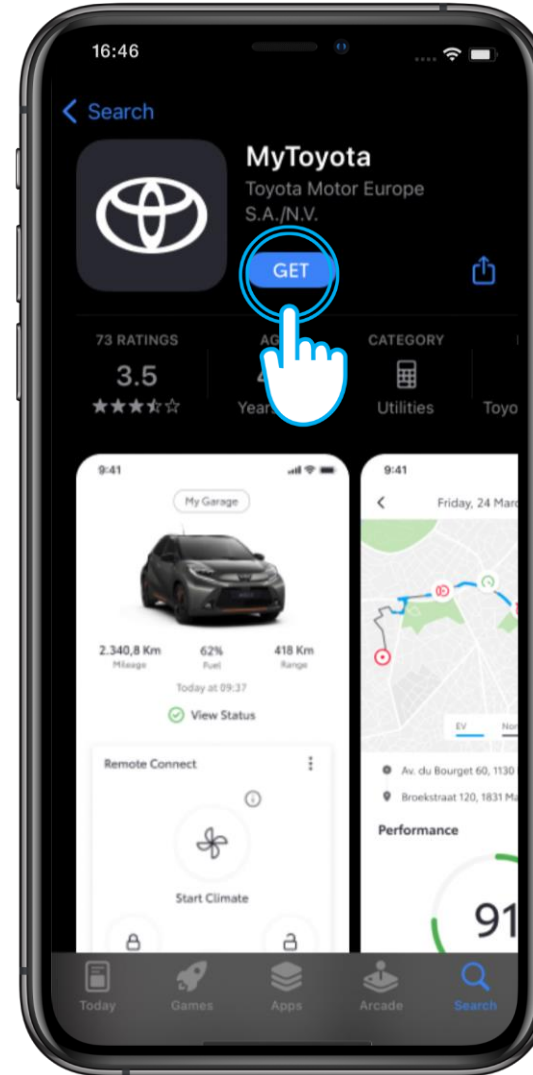 16:46
Search
MyToyota
Toyota Motor Europe
S.A./N.V.
GET
73 RATINGS
CATEGORY
3.5
Utilities
9:41
My Garage
2.340,8 Km 62% 418 Km
Mileage Fuel Range
Today at 09:37
View Status
Remote Connect
Start Climate
9:41
Friday, 24
EV
Av. du Bourget 60, 1130
Broekstraat 120, 1831
Performance
91
Today Games Apps Arcade Search